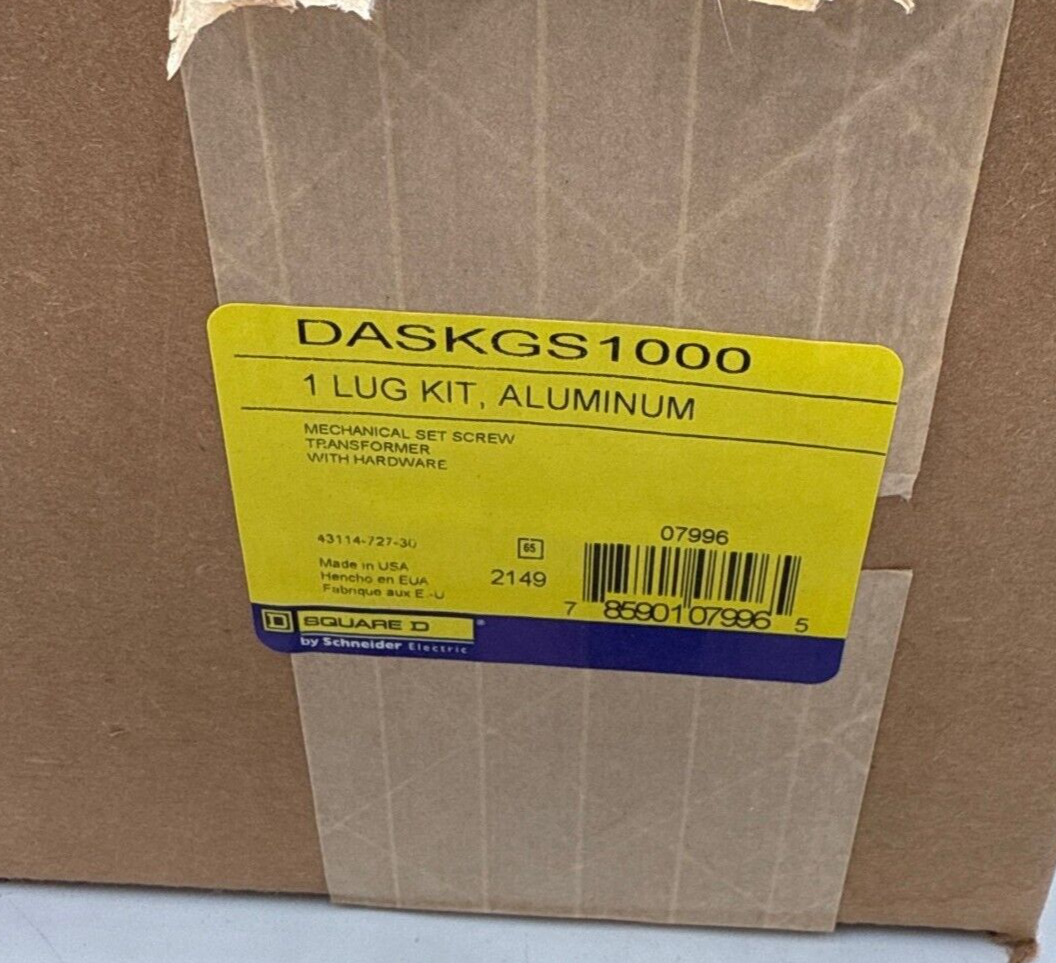 DASKGS1000
1 LUG KIT, ALUMINUM
MECHANICAL SET SCREW
TRANSFORMER
WITH HARDWARE
43114-727-30
65
2149
07996
Made in USA
Hencho en EUA
Fabrique aux E.-U
7 85901 07996 5
D SQUARE D ®
by Schneider Electric